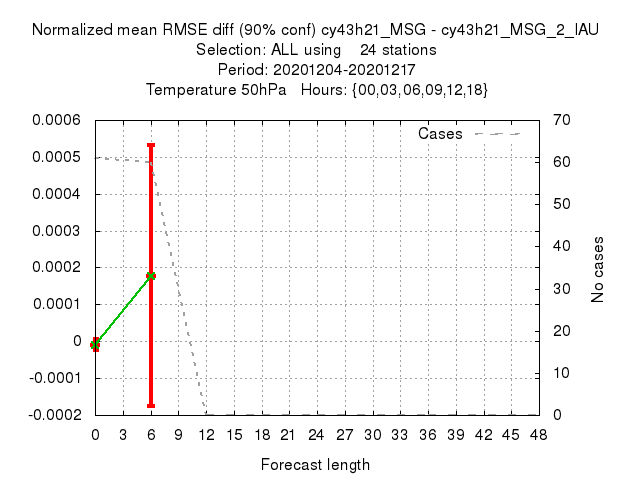 Normalized mean RMSE diff (90% conf) cy43h21_MSG - cy43h21_MSG_2_IAU
Selection: ALL using    24 stations
Period: 20201204-20201217
Temperature 50hPa   Hours: {00,03,06,09,12,18}
Cases
0.0006
0.0005
0.0004
0.0003
0.0002
0.0001
0
-0.0001
-0.0002
70
60
50
40
30
20
10
0
No cases
0 3 6 9 12 15 18 21 24 27 30 33 36 39 42 45 48
Forecast length